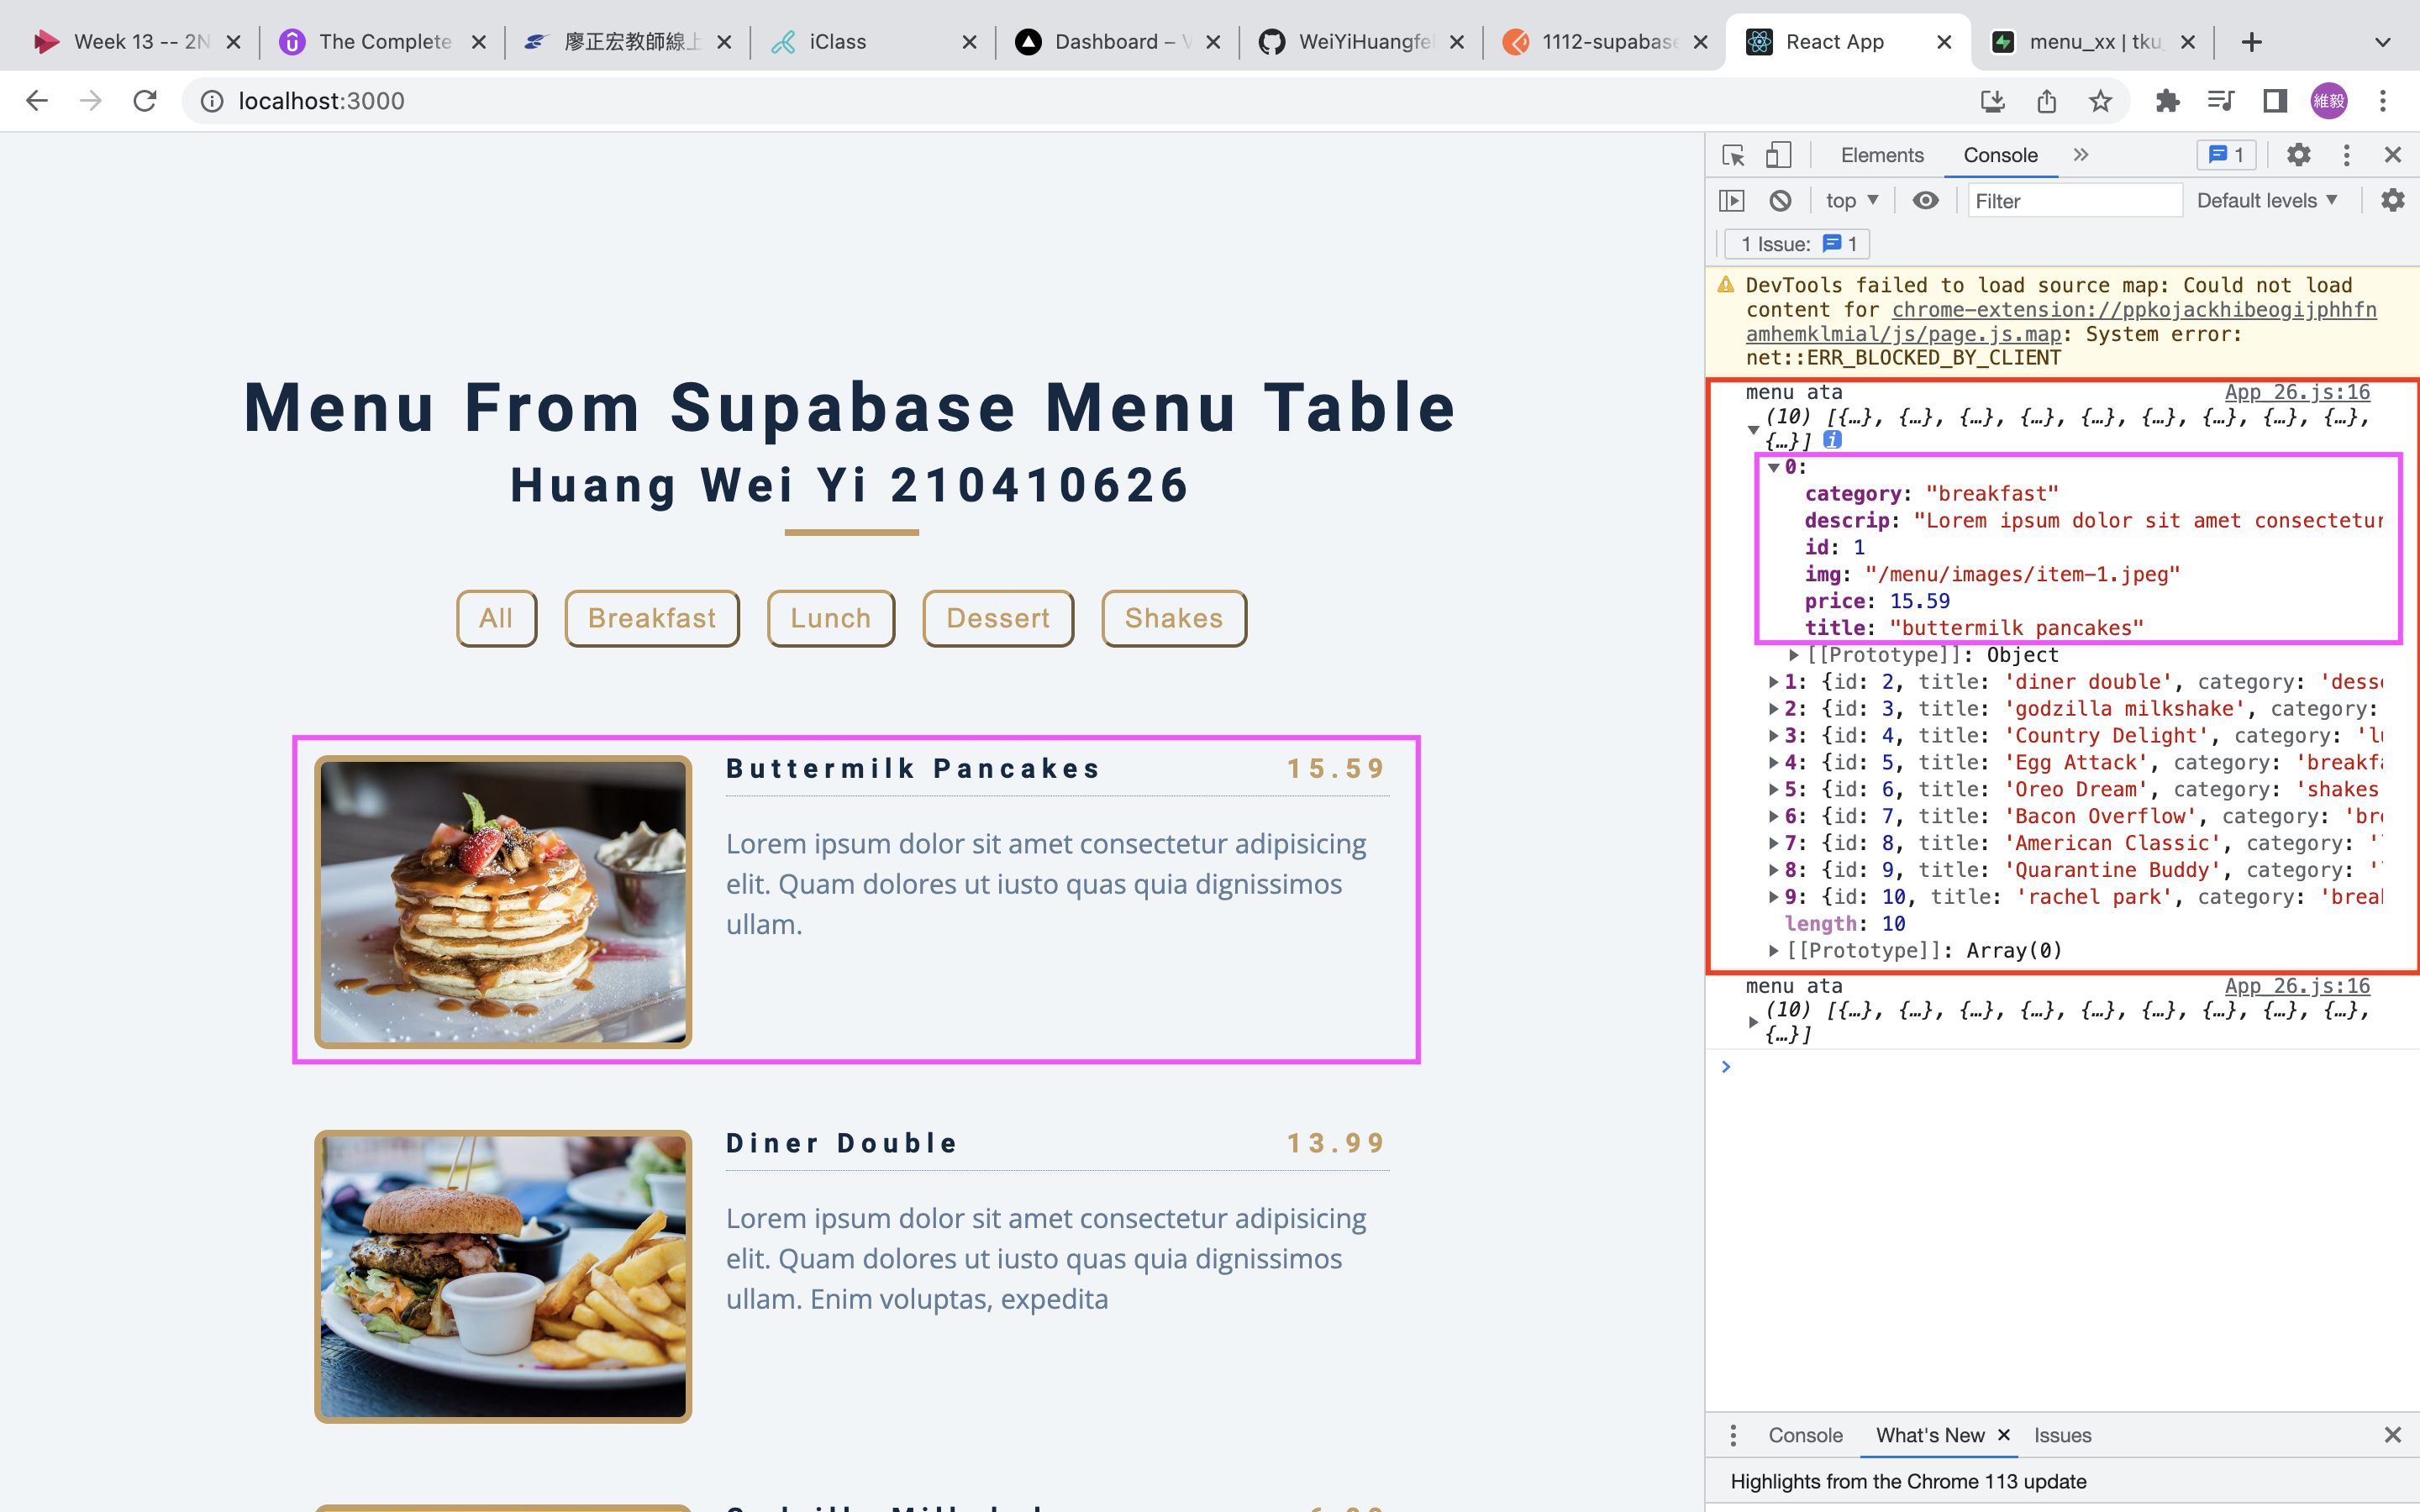 Week 13 -- 2N
The Complete
廖正宏教師線上
iClass
Dashboard –
WeiYiHuangfe
1112-supabase
React App
menu_xx | tku_
localhost:3000
維毅
Menu From Supabase Menu Table
Huang Wei Yi 210410626
All
Breakfast
Lunch
Dessert
Shakes
Buttermilk Pancakes 15.59
Lorem ipsum dolor sit amet consectetur adipisicing
elit. Quam dolores ut iusto quas quia dignissimos
ullam.
Diner Double 13.99
Lorem ipsum dolor sit amet consectetur adipisicing
elit. Quam dolores ut iusto quas quia dignissimos
ullam. Enim voluptas, expedita
Elements Console 1
top Filter Default levels
1 Issue: 1
DevTools failed to load source map: Could not load
content for chrome-extension://ppkojackhibeogijphhfn
amhemklmial/js/page.js.map: System error:
net::ERR_BLOCKED_BY_CLIENT
menu ata App_26.js:16
(10) [{…}, {…}, {…}, {…}, {…}, {…}, {…}, {…}, {…},
{…}] i
0:
category: "breakfast"
descrip: "Lorem ipsum dolor sit amet consectetur
id: 1
img: "/menu/images/item-1.jpeg"
price: 15.59
title: "buttermilk pancakes"
[[Prototype]]: Object
1: {id: 2, title: 'diner double', category: 'desse
2: {id: 3, title: 'godzilla milkshake', category:
3: {id: 4, title: 'Country Delight', category: 'lu
4: {id: 5, title: 'Egg Attack', category: 'breakfa
5: {id: 6, title: 'Oreo Dream', category: 'shakes
6: {id: 7, title: 'Bacon Overflow', category: 'bre
7: {id: 8, title: 'American Classic', category: '
8: {id: 9, title: 'Quarantine Buddy', category: '
9: {id: 10, title: 'rachel park', category: 'break
length: 10
[[Prototype]]: Array(0)
menu ata App_26.js:16
(10) [{…}, {…}, {…}, {…}, {…}, {…}, {…}, {…}, {…},
{…}]
Console What's New Issues
Highlights from the Chrome 113 update